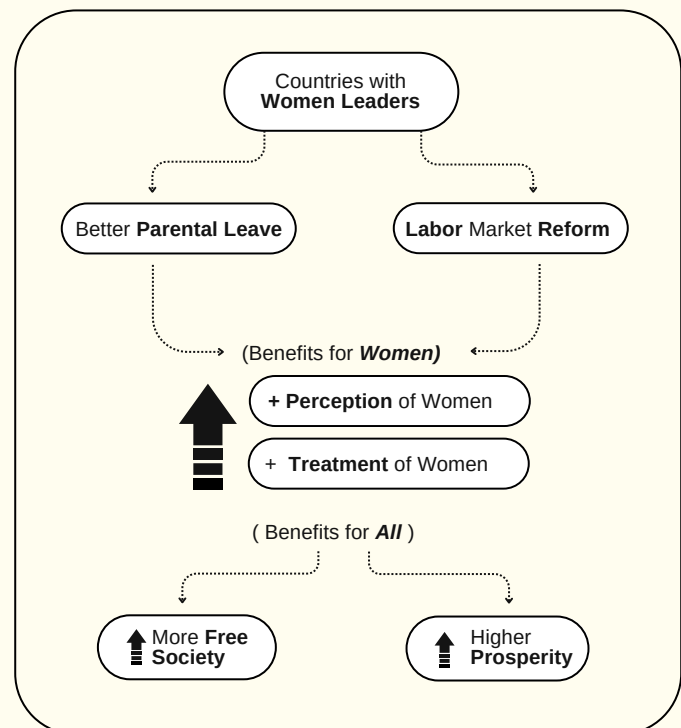 Countries with
Women Leaders
Better Parental Leave
Labor Market Reform
(Benefits for Women)
+ Perception of Women
+ Treatment of Women
( Benefits for All )
More Free
Society
Higher
Prosperity